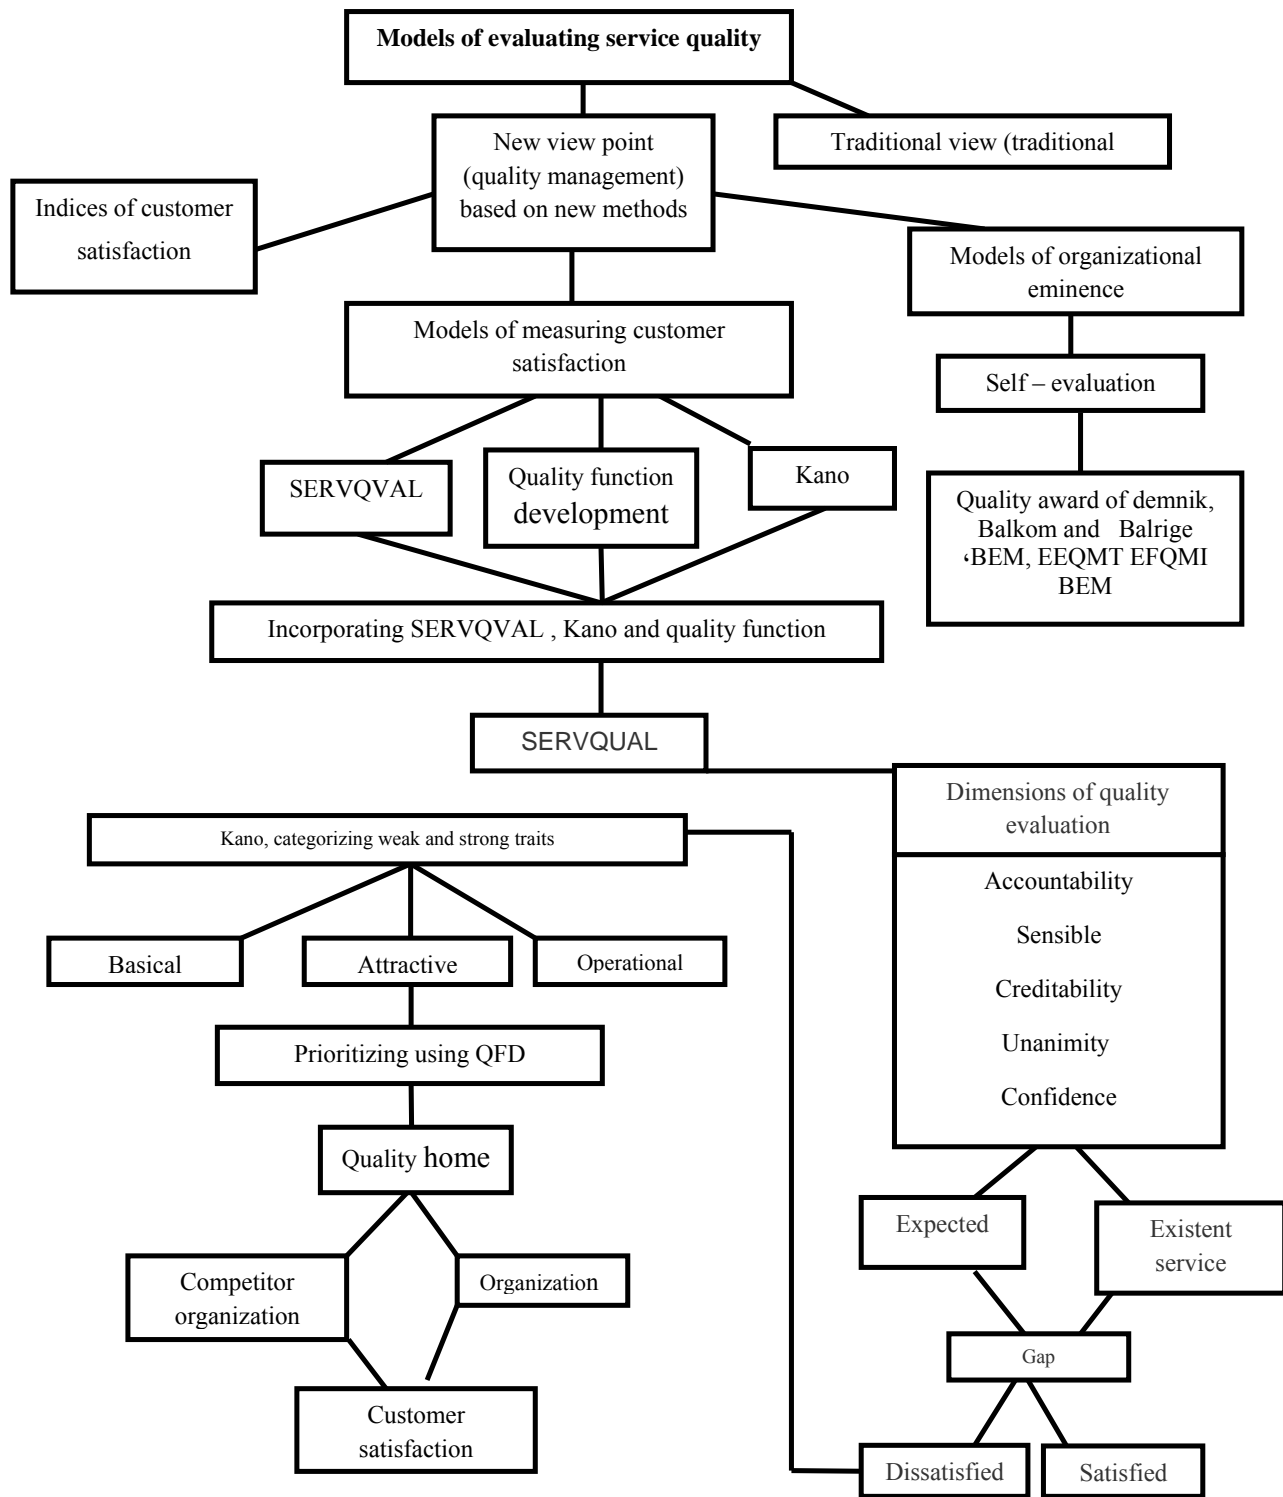 Models of evaluating service quality
Traditional view (traditional
New view point
(quality management)
based on new methods
Indices of customer
satisfaction
Models of organizational
eminence
Models of measuring customer
satisfaction
Self – evaluation
SERVQVAL
Quality function
development
Kano
Quality award of demnik,
Balkom and Balrige
،BEM, EEQMT EFQMI
BEM
Incorporating SERVQVAL , Kano and quality function
SERVQUAL
Dimensions of quality
evaluation
Accountability
Sensible
Creditability
Unanimity
Confidence
Kano, categorizing weak and strong traits
Basical
Attractive
Operational
Prioritizing using QFD
Quality home
Competitor
organization
Organization
Customer
satisfaction
Expected
Existent
service
Gap
Dissatisfied
Satisfied